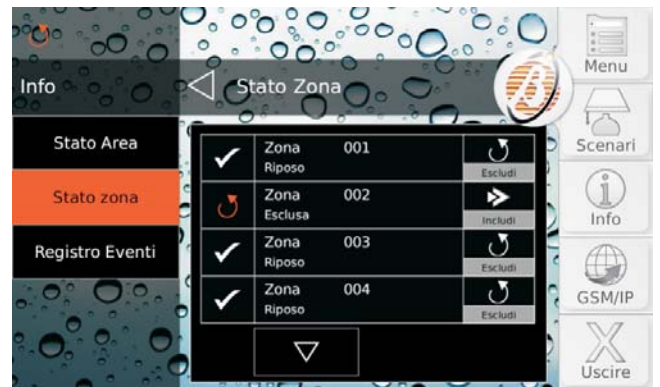 Info
Stato Zona
Menu
Stato Area
Stato zona
Registro Eventi
Zona 001
Riposo
Escludi
Zona 002
Esclusa
Includi
Zona 003
Riposo
Escludi
Zona 004
Riposo
Escludi
Scenari
Info
GSM/IP
Uscire
B